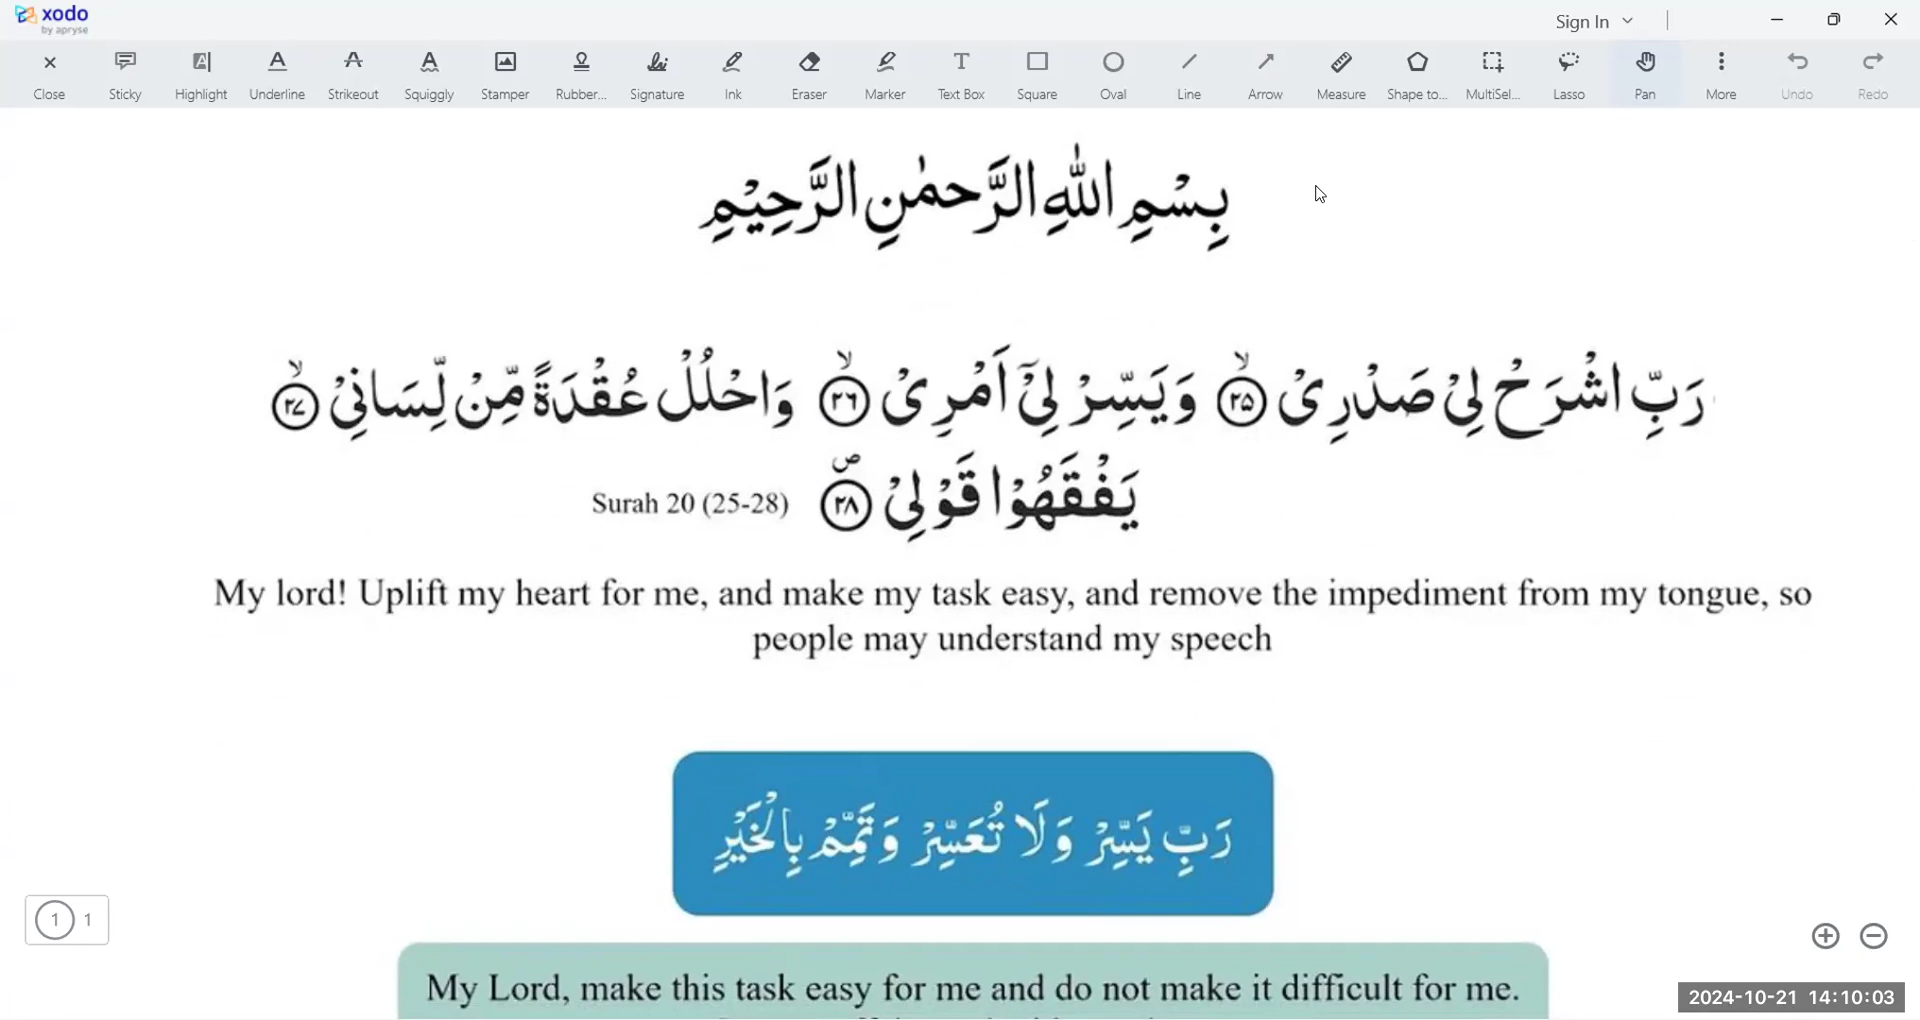 xodo
by apryse
Sign In
Close
Sticky
Highlight
Underline
Strikeout
Squiggly
Stamper
Rubber...
Signature
Ink
Eraser
Marker
Text Box
Square
Oval
Line
Arrow
Measure
Shape to...
MultiSel...
Lasso
Pan
More
Undo
Redo
بِسْمِ اللّٰهِ الرَّحمٰنِ الرَّحِيْمِ
رَبِّ اشْرَحْ لِيْ صَدْرِيْ ۙ۝٢٥ وَيَسِّرْ لِيْٓ اَمْرِيْ ۙ۝٢٦ وَاحْلُلْ عُقْدَةً مِّنْ لِّسَانِيْ ۙ۝٢٧
يَفْقَهُوْا قَوْلِيْ ۪۝٢٨ Surah 20 (25-28)
My lord! Uplift my heart for me, and make my task easy, and remove the impediment from my tongue, so
people may understand my speech
رَبِّ يَسِّرْ وَلَا تُعَسِّرْ وَتَمِّمْ بِالْخَيْرِ
My Lord, make this task easy for me and do not make it difficult for me.
1 1
2024-10-21 14:10:03